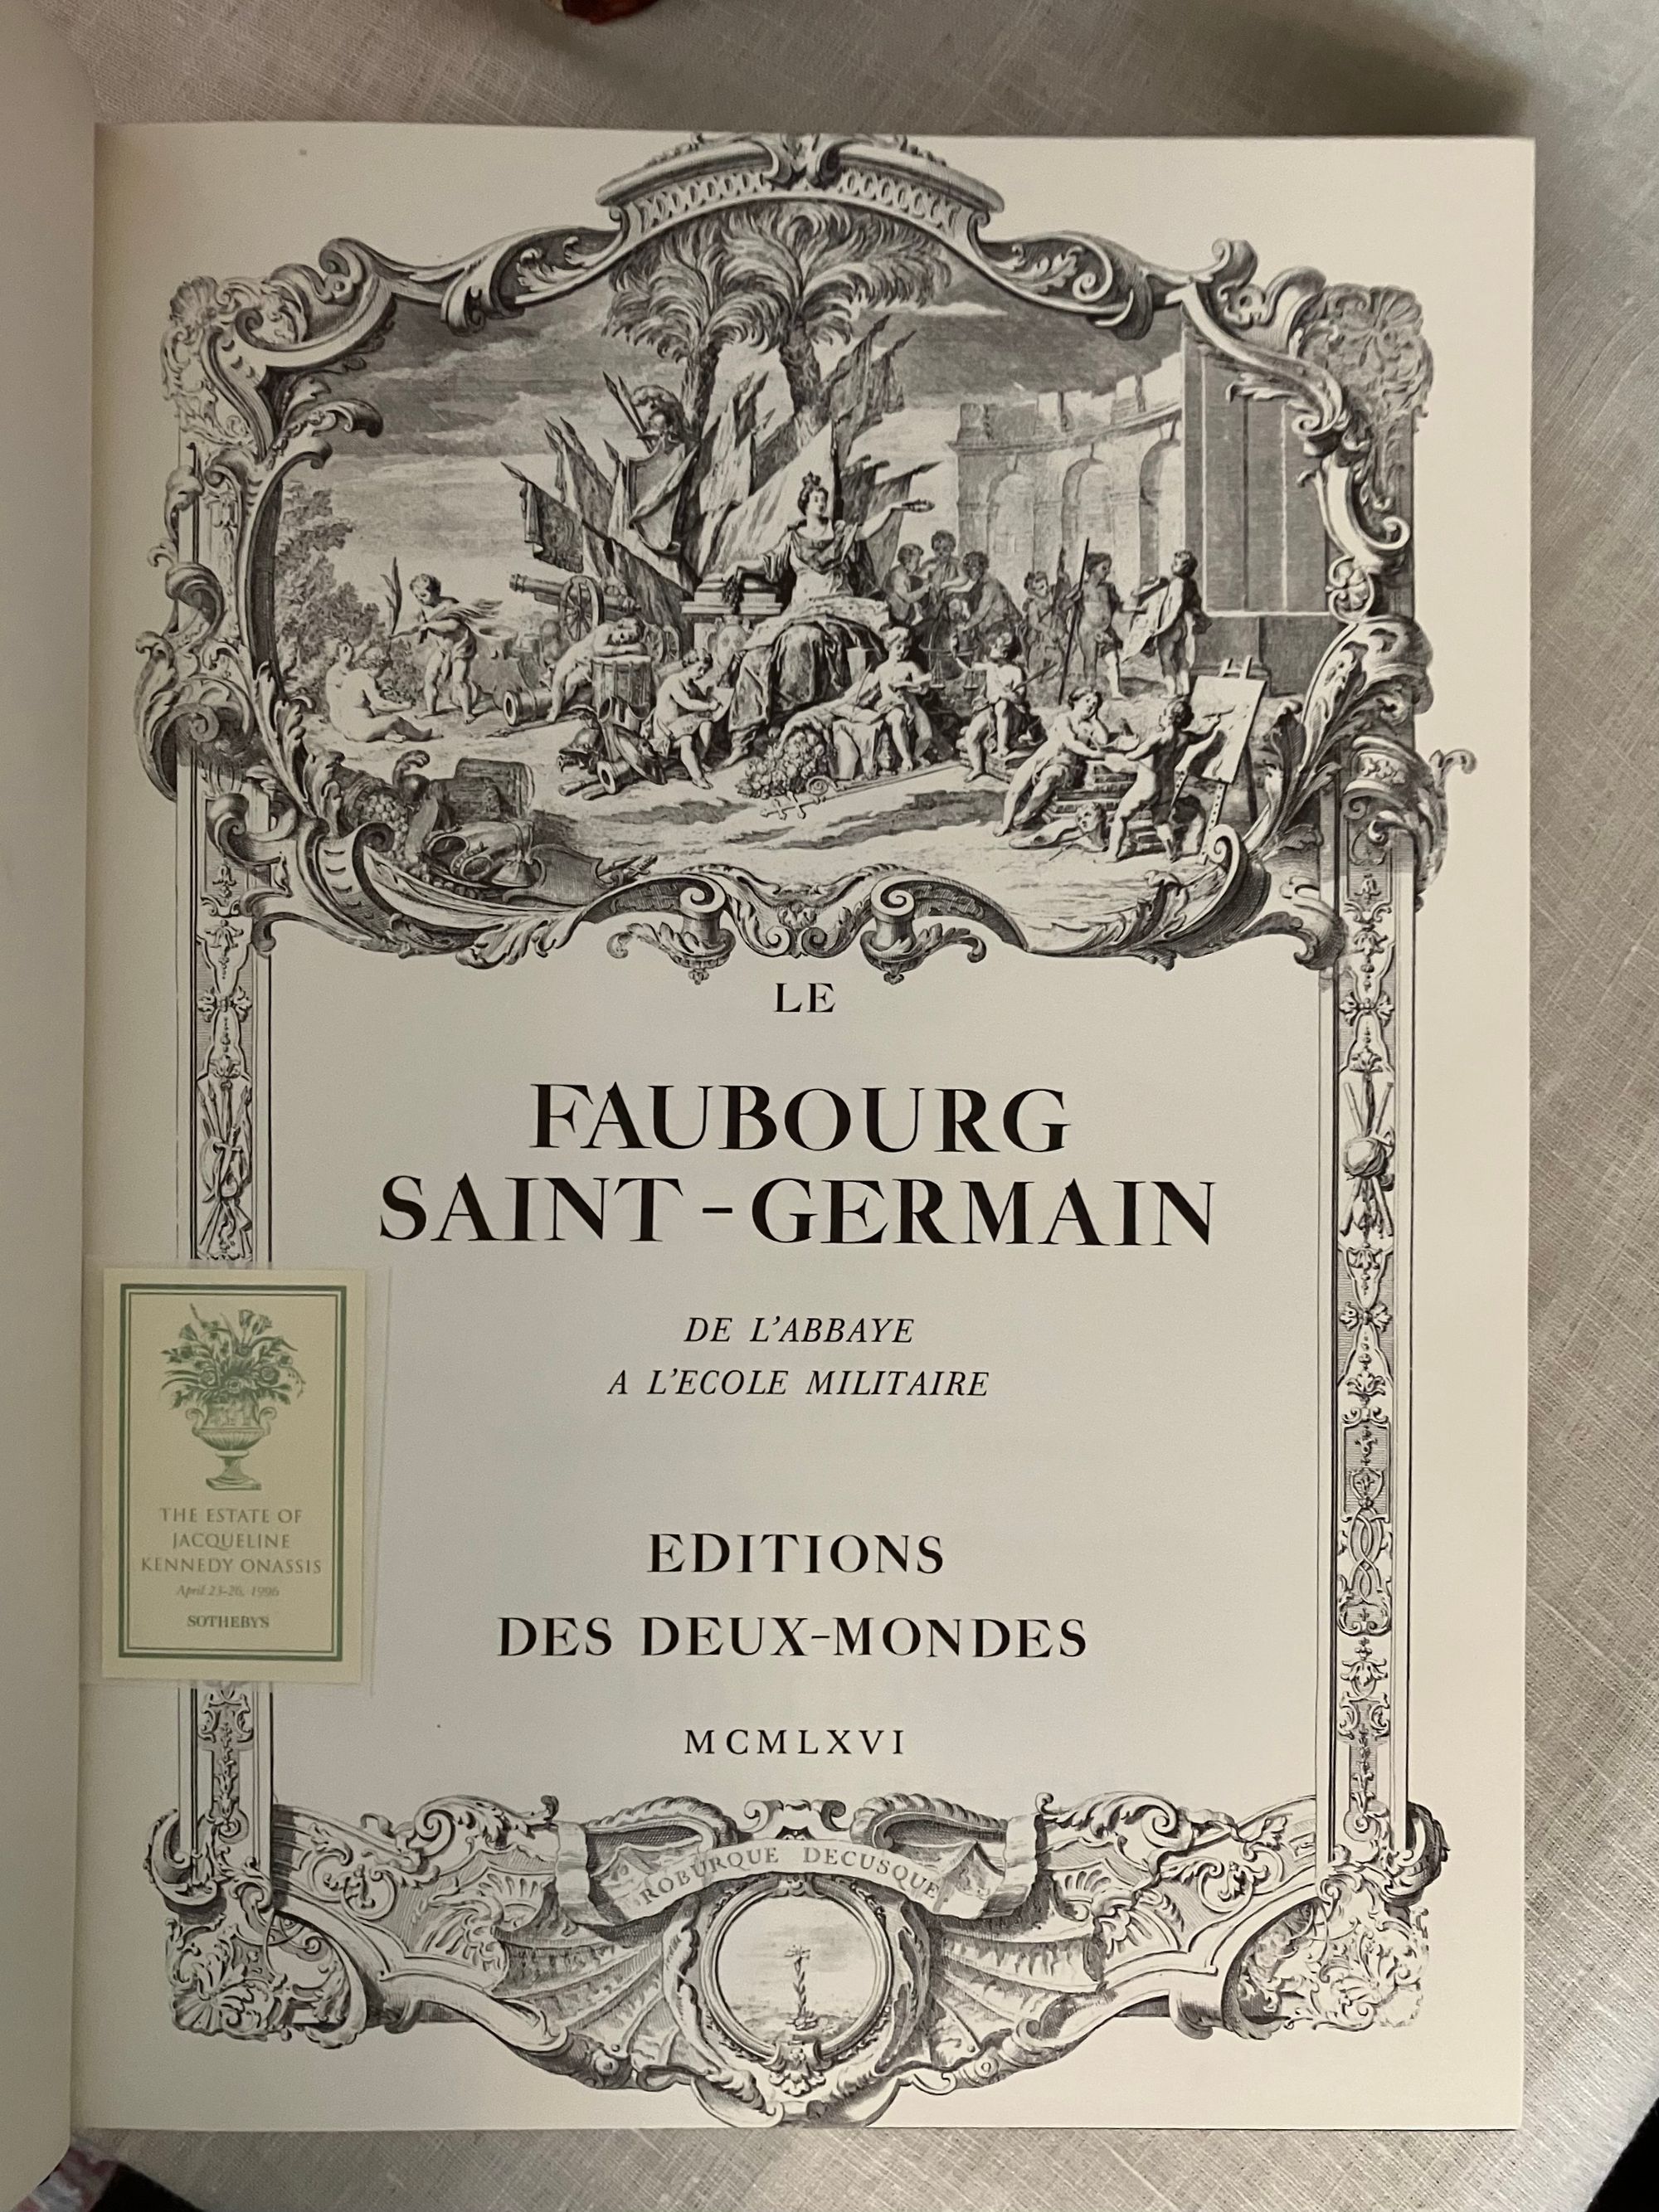 LE
FAUBOURG
SAINT-GERMAIN
DE L'ABBAYE
A L'ECOLE MILITAIRE
EDITIONS
DES DEUX-MONDES
MCMLXVI
ROBURQUE DECUSQUE
THE ESTATE OF
JACQUELINE
KENNEDY ONASSIS
April 23-26, 1996
SOTHEBY'S